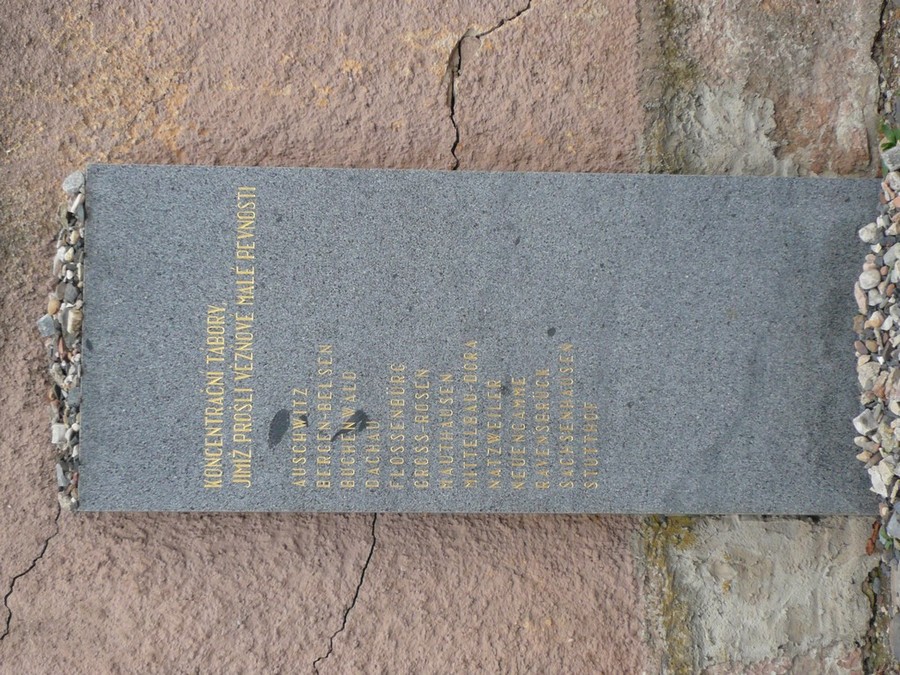 KONCENTRAČNÍ TÁBORY
JIMIŽ PROŠLI VĚZŇOVÉ MALÉ PEVNOSTI
AUSCHWITZ
BERGEN-BELSEN
BUCHENWALD
DACHAU
FLOSSENBÜRG
GROSS-ROSEN
MAUTHAUSEN
MITTELBAU-DORA
NATZWEILER
NEUENGAMME
RAVENSBRÜCK
SACHSENHAUSEN
STUTTHOF